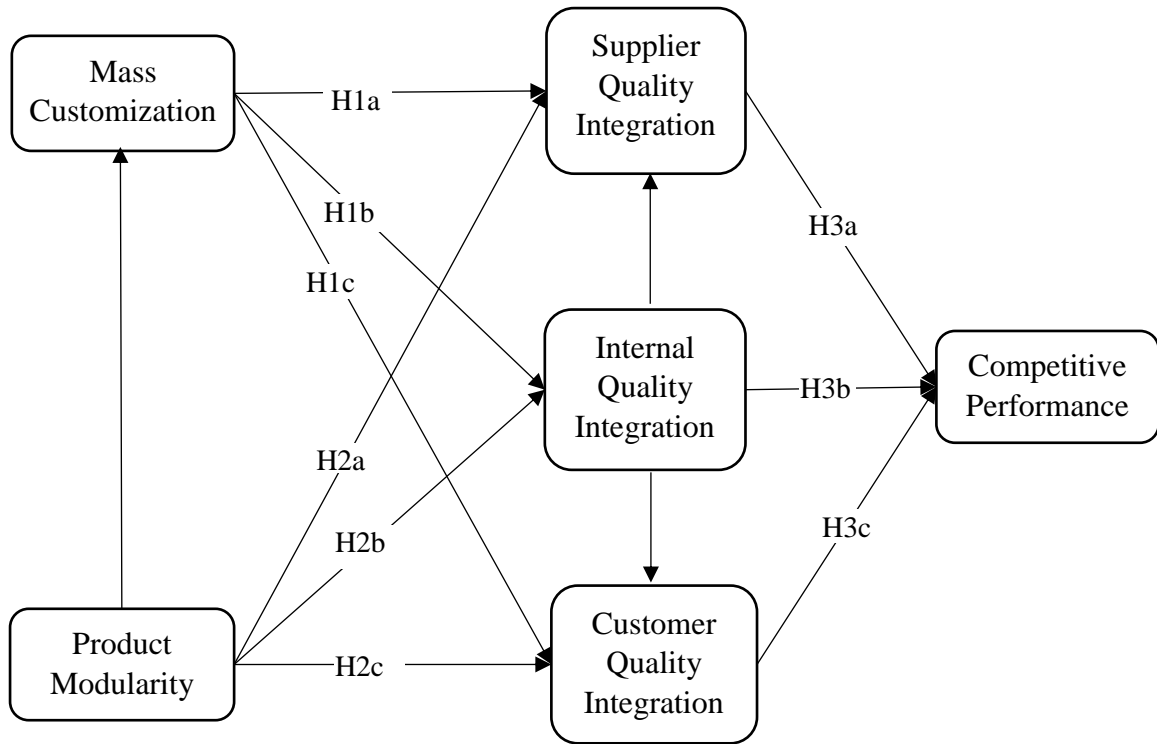 Mass
Customization
Supplier
Quality
Integration
H1a
H1b
H1c
H3a
Internal
Quality
Integration
H3b
Competitive
Performance
H2a
H2b
H3c
Product
Modularity
H2c
Customer
Quality
Integration